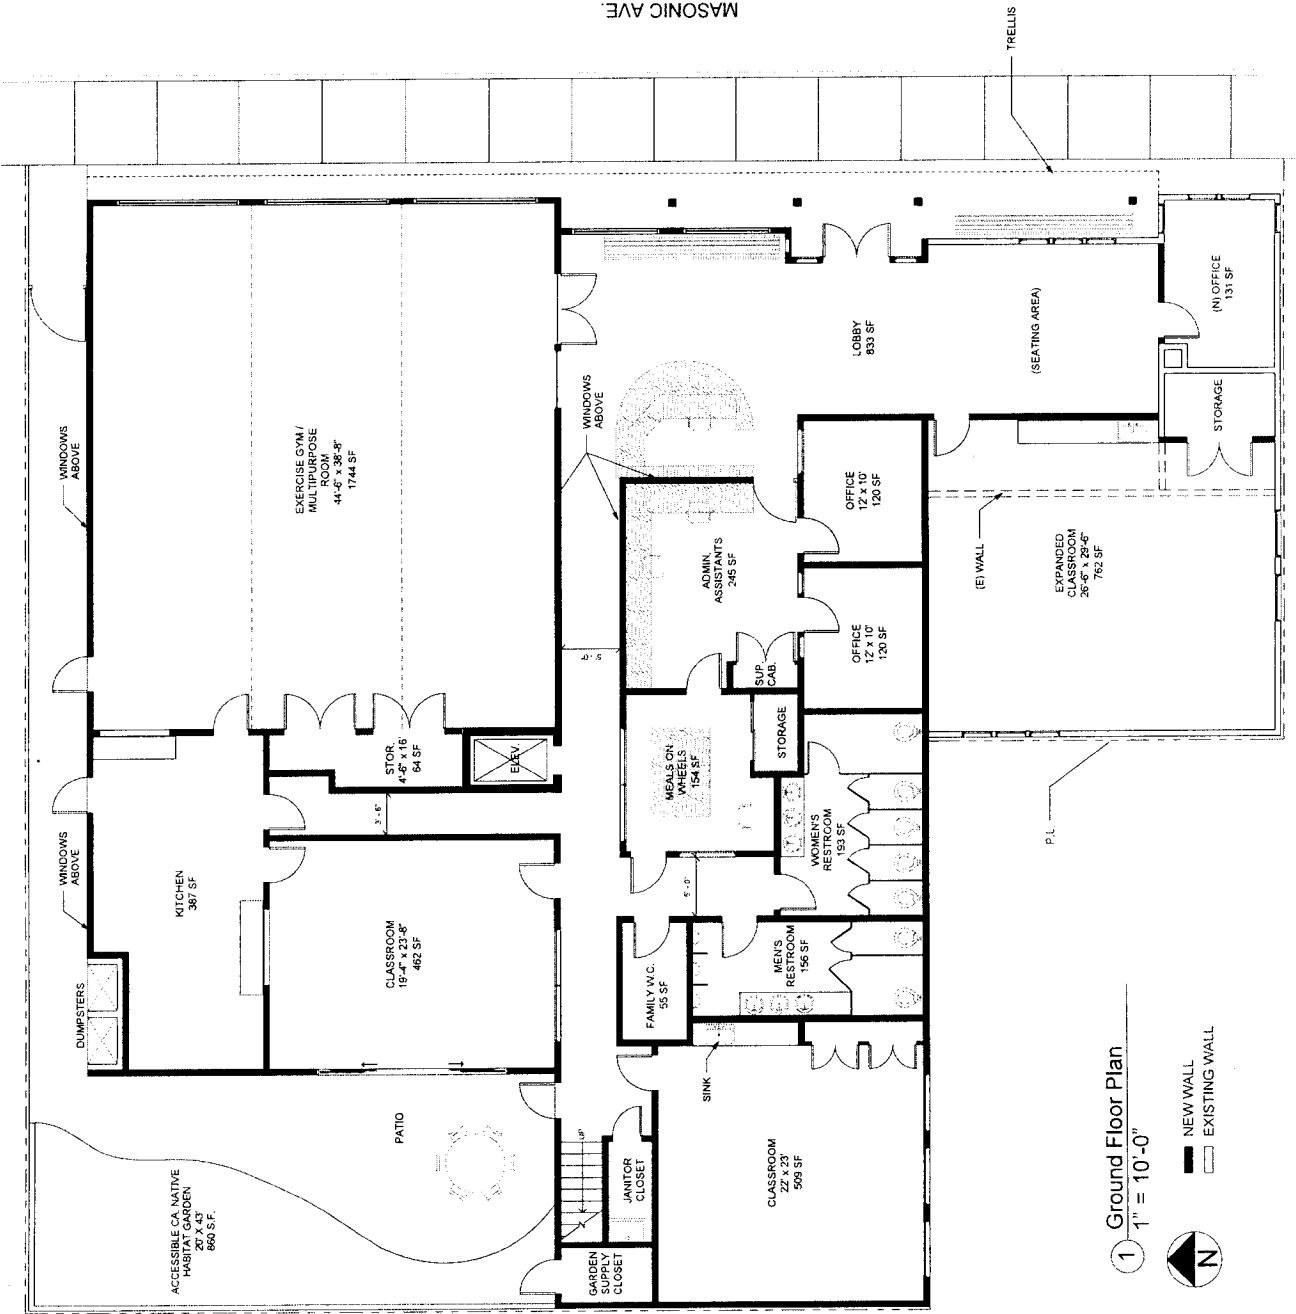 MASONIC AVE.
TRELLIS
WINDOWS
ABOVE
EXERCISE GYM /
MULTIPURPOSE
ROOM
44'-6" x 38'-8"
1744 SF
WINDOWS
ABOVE
LOBBY
833 SF
(SEATING AREA)
(N) OFFICE
131 SF
STORAGE
OFFICE
12' x 10'
120 SF
ADMIN.
ASSISTANTS
245 SF
(E) WALL
EXPANDED
CLASSROOM
26'-6" x 29'-6"
762 SF
5'-0"
OFFICE
12' x 10'
120 SF
SUP.
CAB.
STOR.
4'-6" x 16'
64 SF
ELEV.
MEALS ON
WHEELS
154 SF
STORAGE
3'-6"
P.L.
WINDOWS
ABOVE
KITCHEN
387 SF
WOMEN'S
RESTROOM
193 SF
5'-0"
CLASSROOM
19'-4" x 23'-8"
462 SF
MEN'S
RESTROOM
156 SF
FAMILY W.C.
55 SF
DUMPSTERS
SINK
PATIO
UP
JANITOR
CLOSET
CLASSROOM
22' x 23'
509 SF
ACCESSIBLE CA. NATIVE
HABITAT GARDEN
20' X 43'
860 S.F.
GARDEN
SUPPLY
CLOSET
1
Ground Floor Plan
1" = 10'-0"
NEW WALL
EXISTING WALL
N